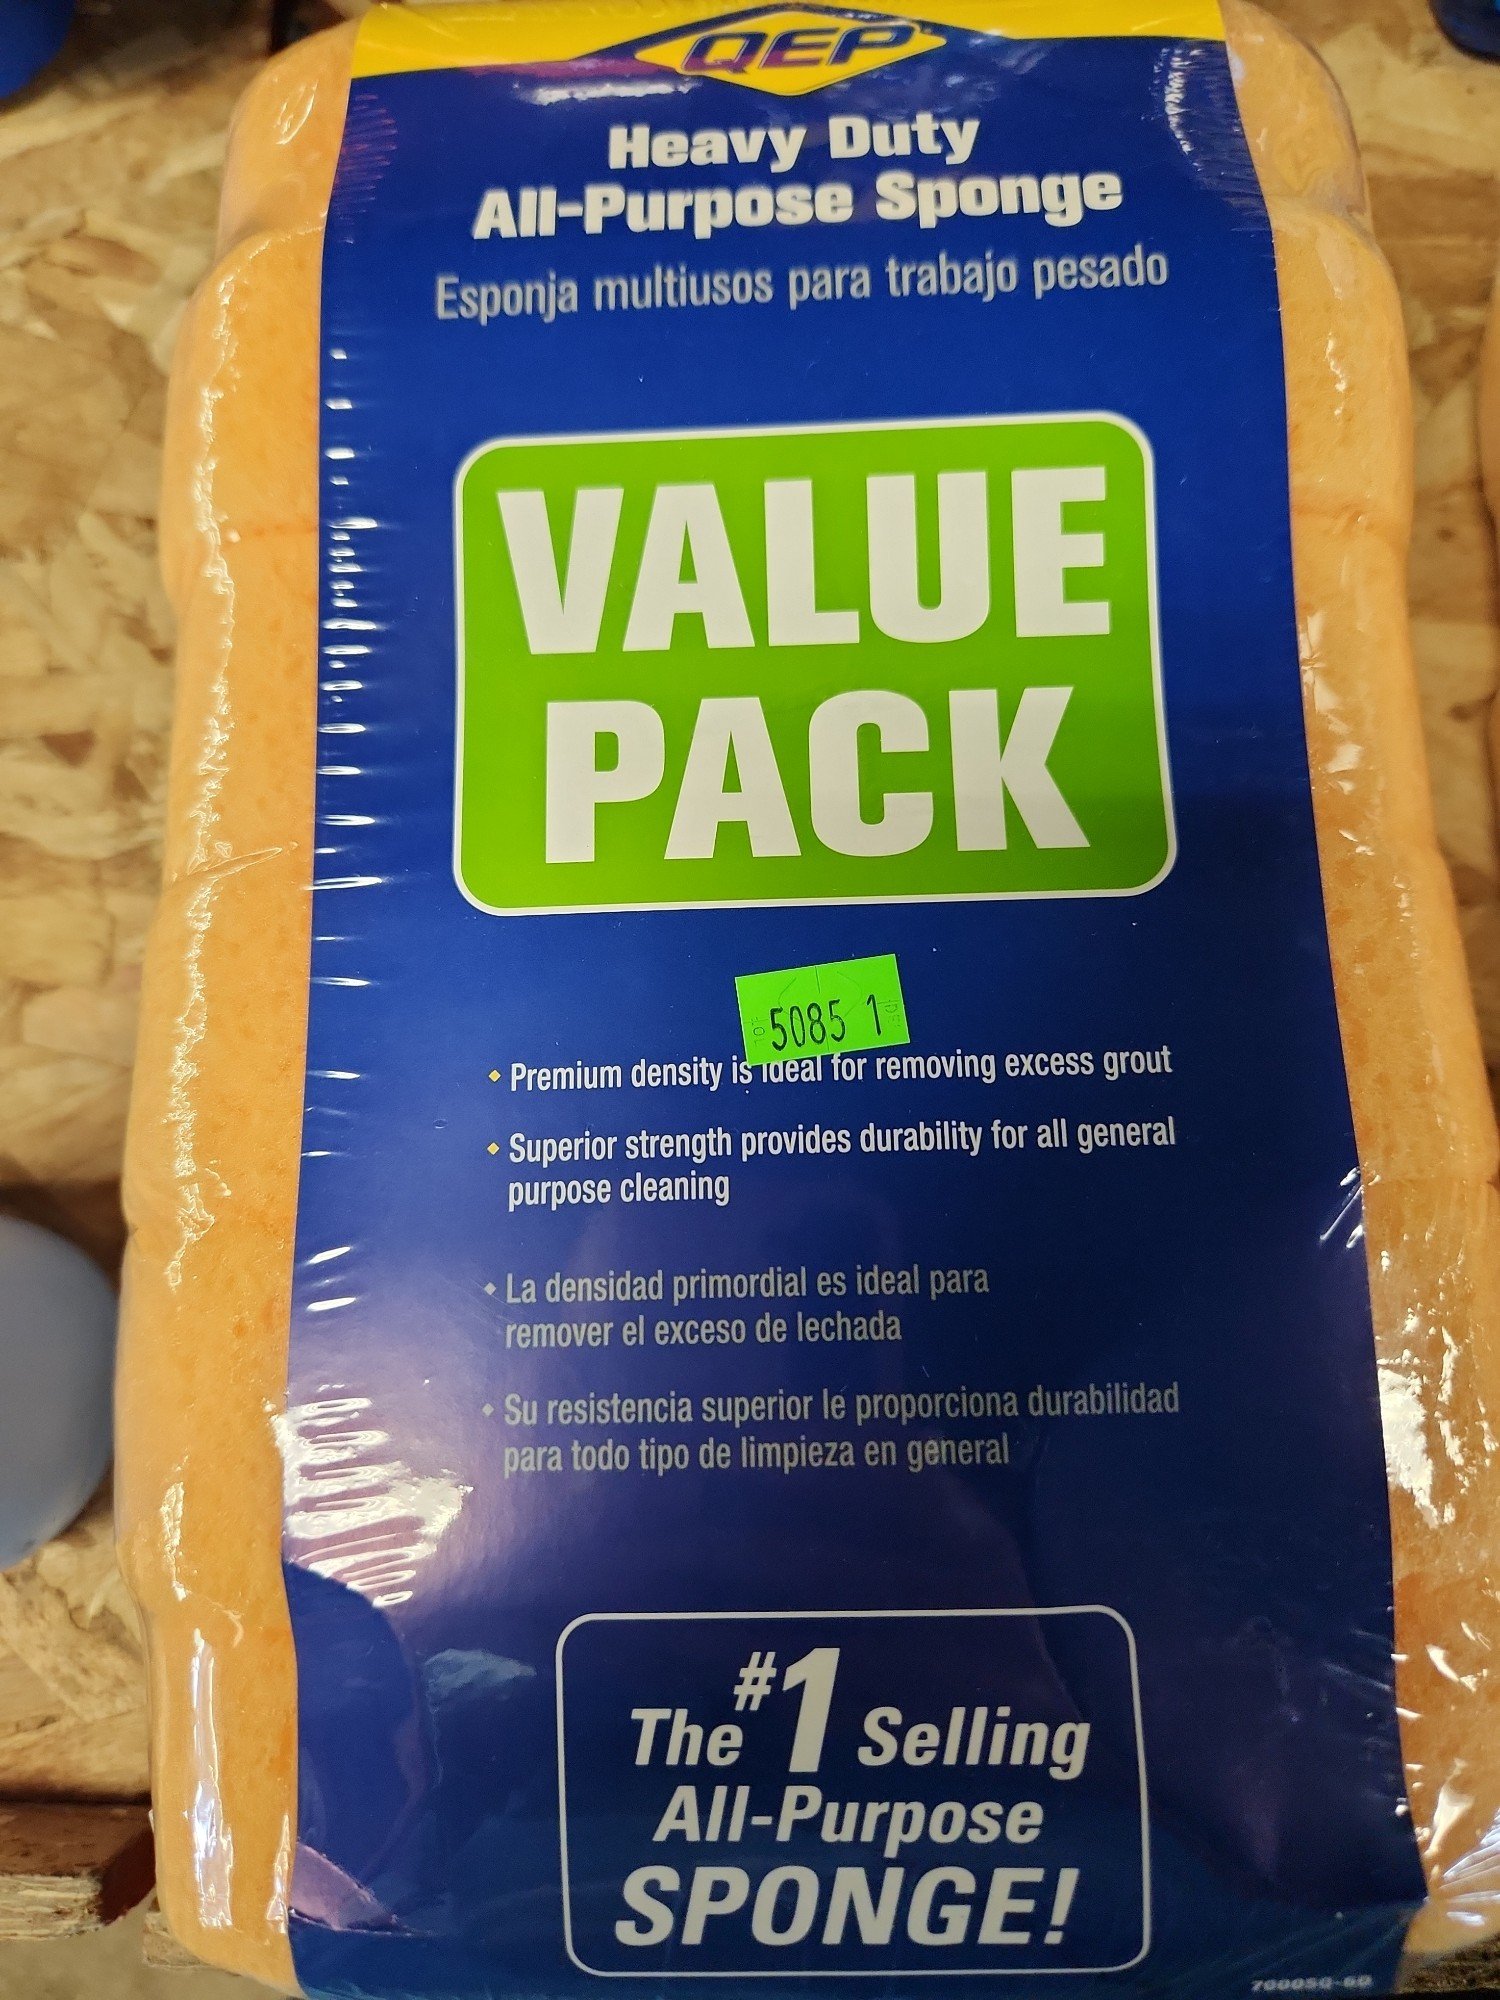 QEP
Heavy Duty
All-Purpose Sponge
Esponja multiusos para trabajo pesado
VALUE
PACK
5085 1
• Premium density is ideal for removing excess grout
• Superior strength provides durability for all general
purpose cleaning
• La densidad primordial es ideal para
remover el exceso de lechada
• Su resistencia superior le proporciona durabilidad
para todo tipo de limpieza en general
The #1 Selling
All-Purpose
SPONGE!